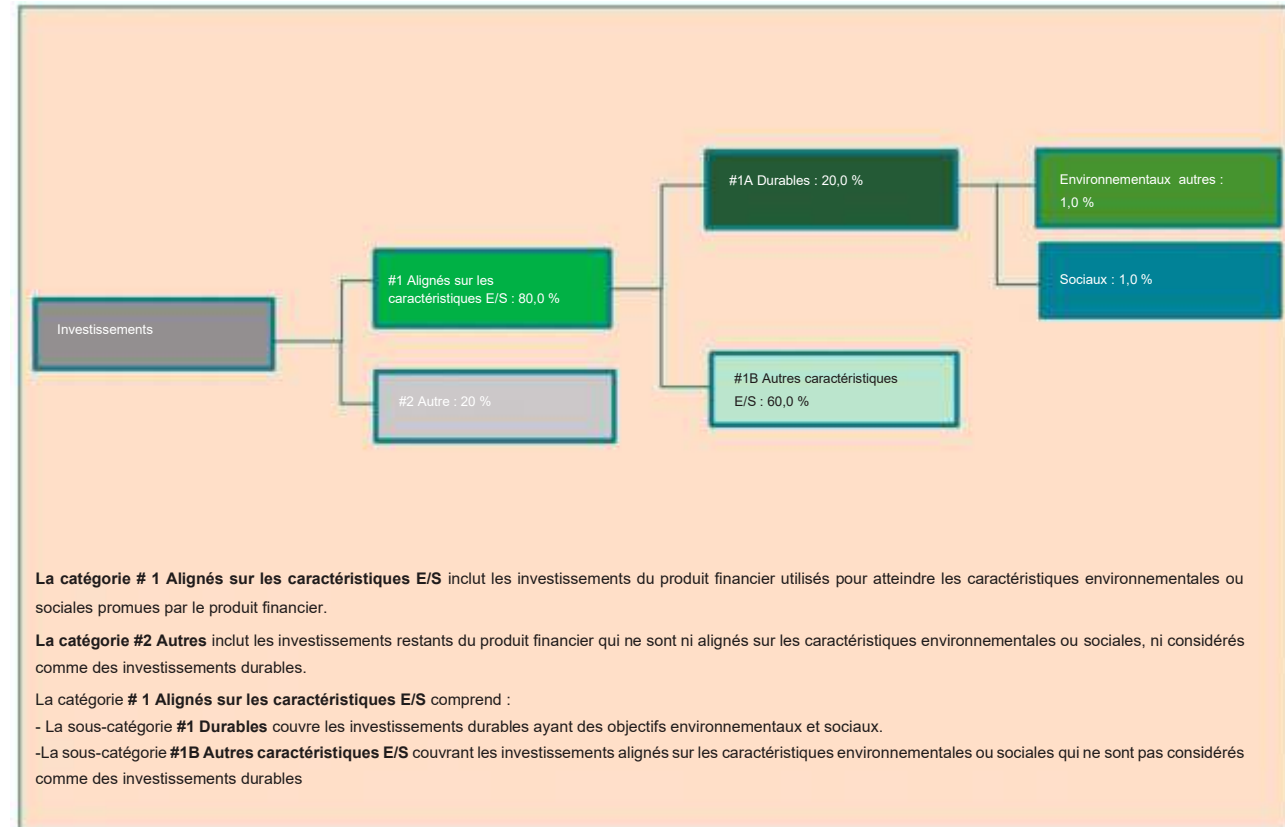 #1A Durables : 20,0 %
Environnementaux autres :
1,0 %
#1 Alignés sur les
caractéristiques E/S : 80,0 %
Sociaux : 1,0 %
Investissements
#2 Autre : 20 %
#1B Autres caractéristiques
E/S : 60,0 %
La catégorie # 1 Alignés sur les caractéristiques E/S inclut les investissements du produit financier utilisés pour atteindre les caractéristiques environnementales ou
sociales promues par le produit financier.
La catégorie #2 Autres inclut les investissements restants du produit financier qui ne sont ni alignés sur les caractéristiques environnementales ou sociales, ni considérés
comme des investissements durables.
La catégorie # 1 Alignés sur les caractéristiques E/S comprend :
- La sous-catégorie #1 Durables couvre les investissements durables ayant des objectifs environnementaux et sociaux.
-La sous-catégorie #1B Autres caractéristiques E/S couvrant les investissements alignés sur les caractéristiques environnementales ou sociales qui ne sont pas considérés
comme des investissements durables